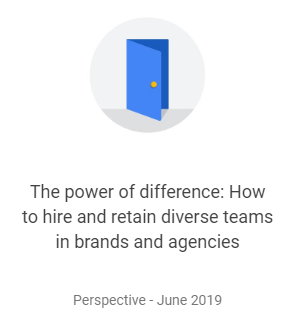 The power of difference: How
to hire and retain diverse teams
in brands and agencies
Perspective - June 2019